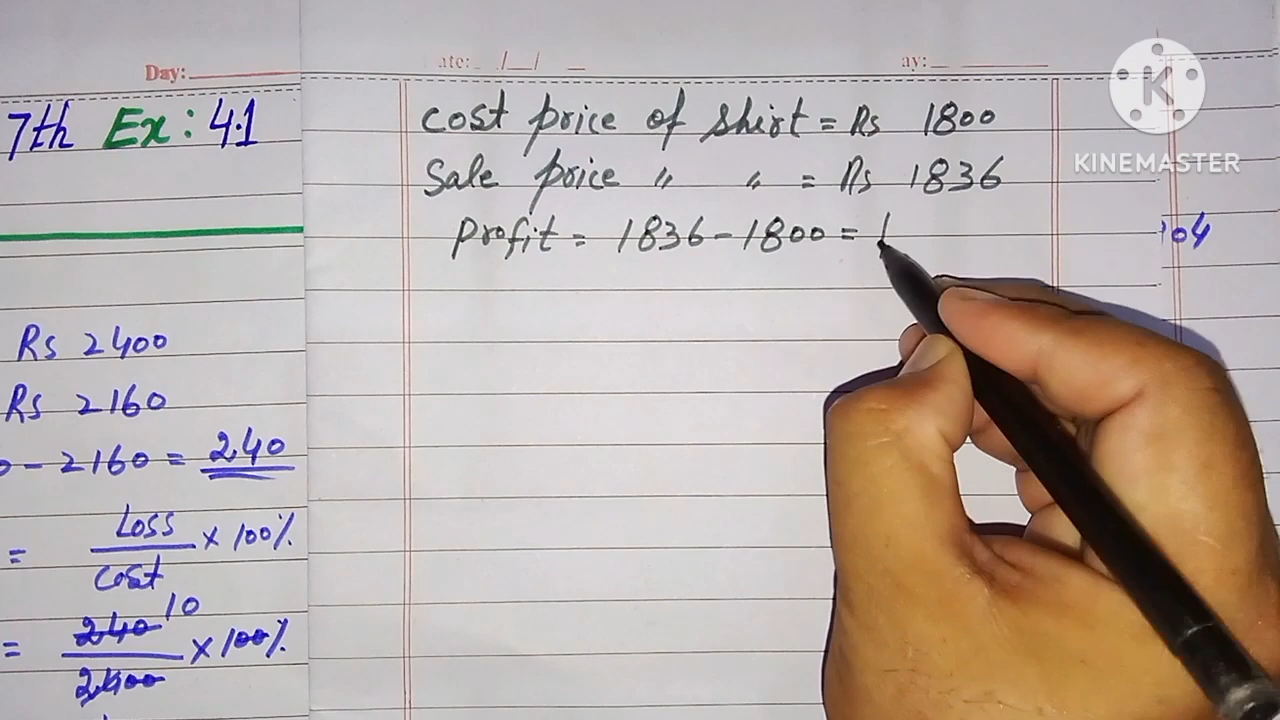 Day:
7th Ex: 4.1
Rs 2400
Rs 2160
- 2160 = 240
= Loss × 100%
cost
= 240 10 × 100%
2400
ate: / /
ay:
Cost price of shirt = Rs 1800
Sale price " " = Rs 1836
Profit = 1836 - 1800 =
04
K
KINEMASTER